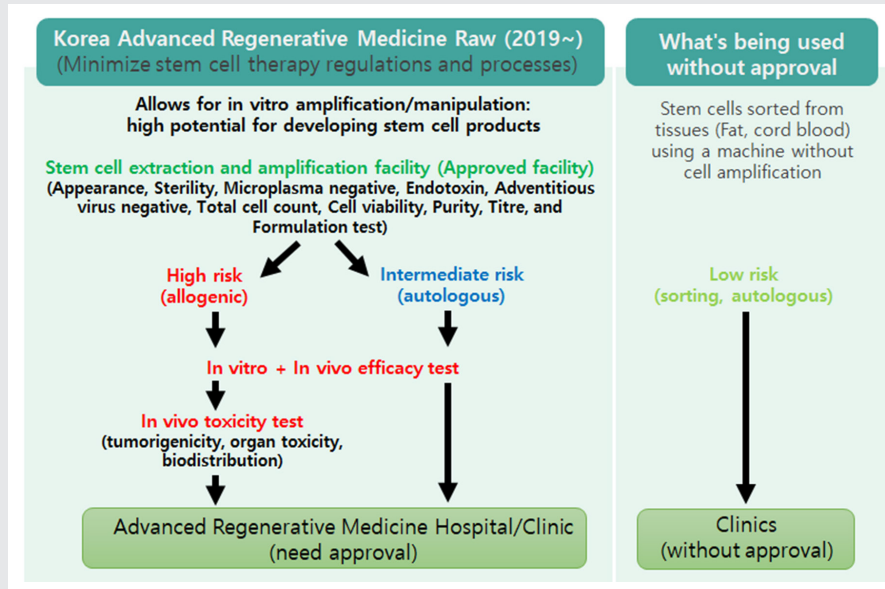 Korea Advanced Regenerative Medicine Raw (2019~)
(Minimize stem cell therapy regulations and processes)
Allows for in vitro amplification/manipulation:
high potential for developing stem cell products
Stem cell extraction and amplification facility (Approved facility)
(Appearance, Sterility, Microplasma negative, Endotoxin, Adventitious
virus negative, Total cell count, Cell viability, Purity, Titre, and
Formulation test)
High risk
(allogenic)
Intermediate risk
(autologous)
In vitro + In vivo efficacy test
In vivo toxicity test
(tumorigenicity, organ toxicity,
biodistribution)
Advanced Regenerative Medicine Hospital/Clinic
(need approval)
What's being used
without approval
Stem cells sorted from
tissues (Fat, cord blood)
using a machine without
cell amplification
Low risk
(sorting, autologous)
Clinics
(without approval)